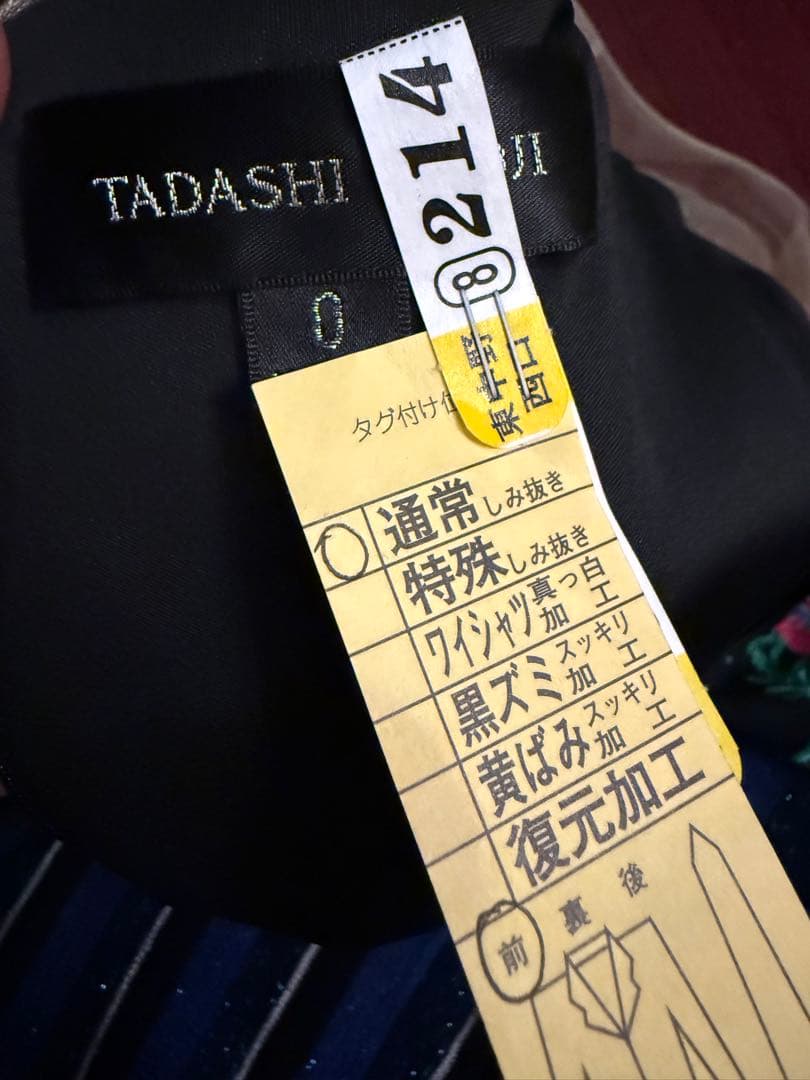 TADASHI
0
8214
東中野
西口
タグ付け
通常しみ抜き
特殊しみ抜き
ワイシャツ真っ白加工
黒ズミスッキリ加工
黄ばみスッキリ加工
復元加工
前 裏 後